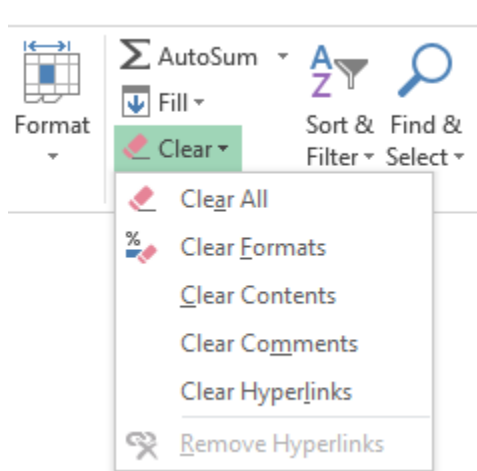 AutoSum
Fill
Format
Clear
Sort &
Filter
Find &
Select
Clear All
Clear Formats
Clear Contents
Clear Comments
Clear Hyperlinks
Remove Hyperlinks